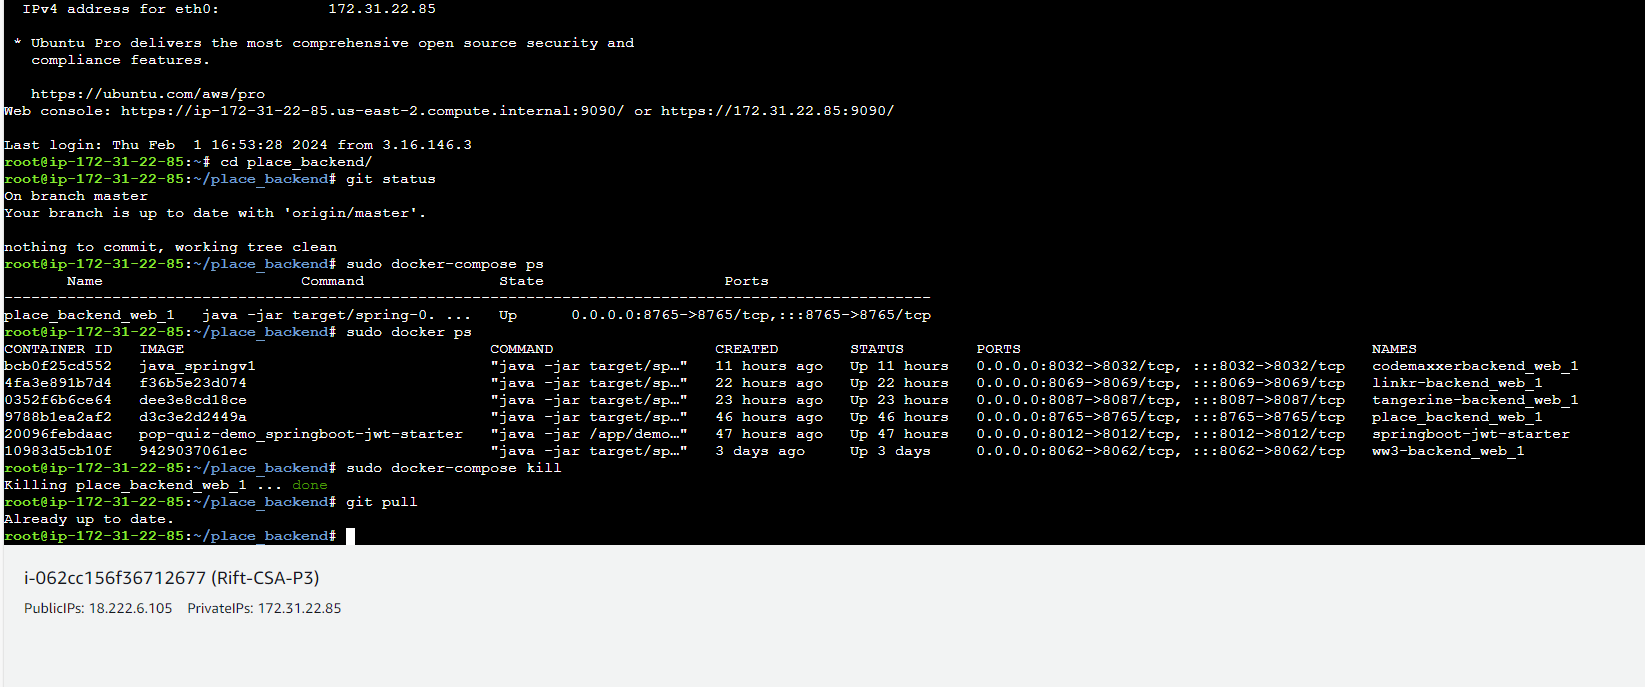 IPv4 address for eth0:             172.31.22.85
* Ubuntu Pro delivers the most comprehensive open source security and
compliance features.
https://ubuntu.com/aws/pro
Web console: https://ip-172-31-22-85.us-east-2.compute.internal:9090/ or https://172.31.22.85:9090/
Last login: Thu Feb  1 16:53:28 2024 from 3.16.146.3
root@ip-172-31-22-85:~# cd place_backend/
root@ip-172-31-22-85:~/place_backend# git status
On branch master
Your branch is up to date with 'origin/master'.
nothing to commit, working tree clean
root@ip-172-31-22-85:~/place_backend# sudo docker-compose ps
Name                      Command               State                       Ports
-------------------------------------------------------------------------------------------------------
place_backend_web_1   java -jar target/spring-0. ...   Up      0.0.0.0:8765->8765/tcp,:::8765->8765/tcp
root@ip-172-31-22-85:~/place_backend# sudo docker ps
CONTAINER ID   IMAGE                                  COMMAND                  CREATED        STATUS        PORTS                                       NAMES
bcb0f25cd552   java_springv1                          "java -jar target/sp…"   11 hours ago   Up 11 hours   0.0.0.0:8032->8032/tcp, :::8032->8032/tcp   codemaxxerbackend_web_1
4fa3e891b7d4   f36b5e23d074                           "java -jar target/sp…"   22 hours ago   Up 22 hours   0.0.0.0:8069->8069/tcp, :::8069->8069/tcp   linkr-backend_web_1
0352f6b6ce64   dee3e8cd18ce                           "java -jar target/sp…"   23 hours ago   Up 23 hours   0.0.0.0:8087->8087/tcp, :::8087->8087/tcp   tangerine-backend_web_1
9788b1ea2af2   d3c3e2d2449a                           "java -jar target/sp…"   46 hours ago   Up 46 hours   0.0.0.0:8765->8765/tcp, :::8765->8765/tcp   place_backend_web_1
20096febdaac   pop-quiz-demo_springboot-jwt-starter   "java -jar /app/demo…"   47 hours ago   Up 47 hours   0.0.0.0:8012->8012/tcp, :::8012->8012/tcp   springboot-jwt-starter
10983d5cb10f   9429037061ec                           "java -jar target/sp…"   3 days ago     Up 3 days     0.0.0.0:8062->8062/tcp, :::8062->8062/tcp   ww3-backend_web_1
root@ip-172-31-22-85:~/place_backend# sudo docker-compose kill
Killing place_backend_web_1 ... done
root@ip-172-31-22-85:~/place_backend# git pull
Already up to date.
root@ip-172-31-22-85:~/place_backend#
i-062cc156f36712677 (Rift-CSA-P3)
PublicIPs: 18.222.6.105    PrivateIPs: 172.31.22.85